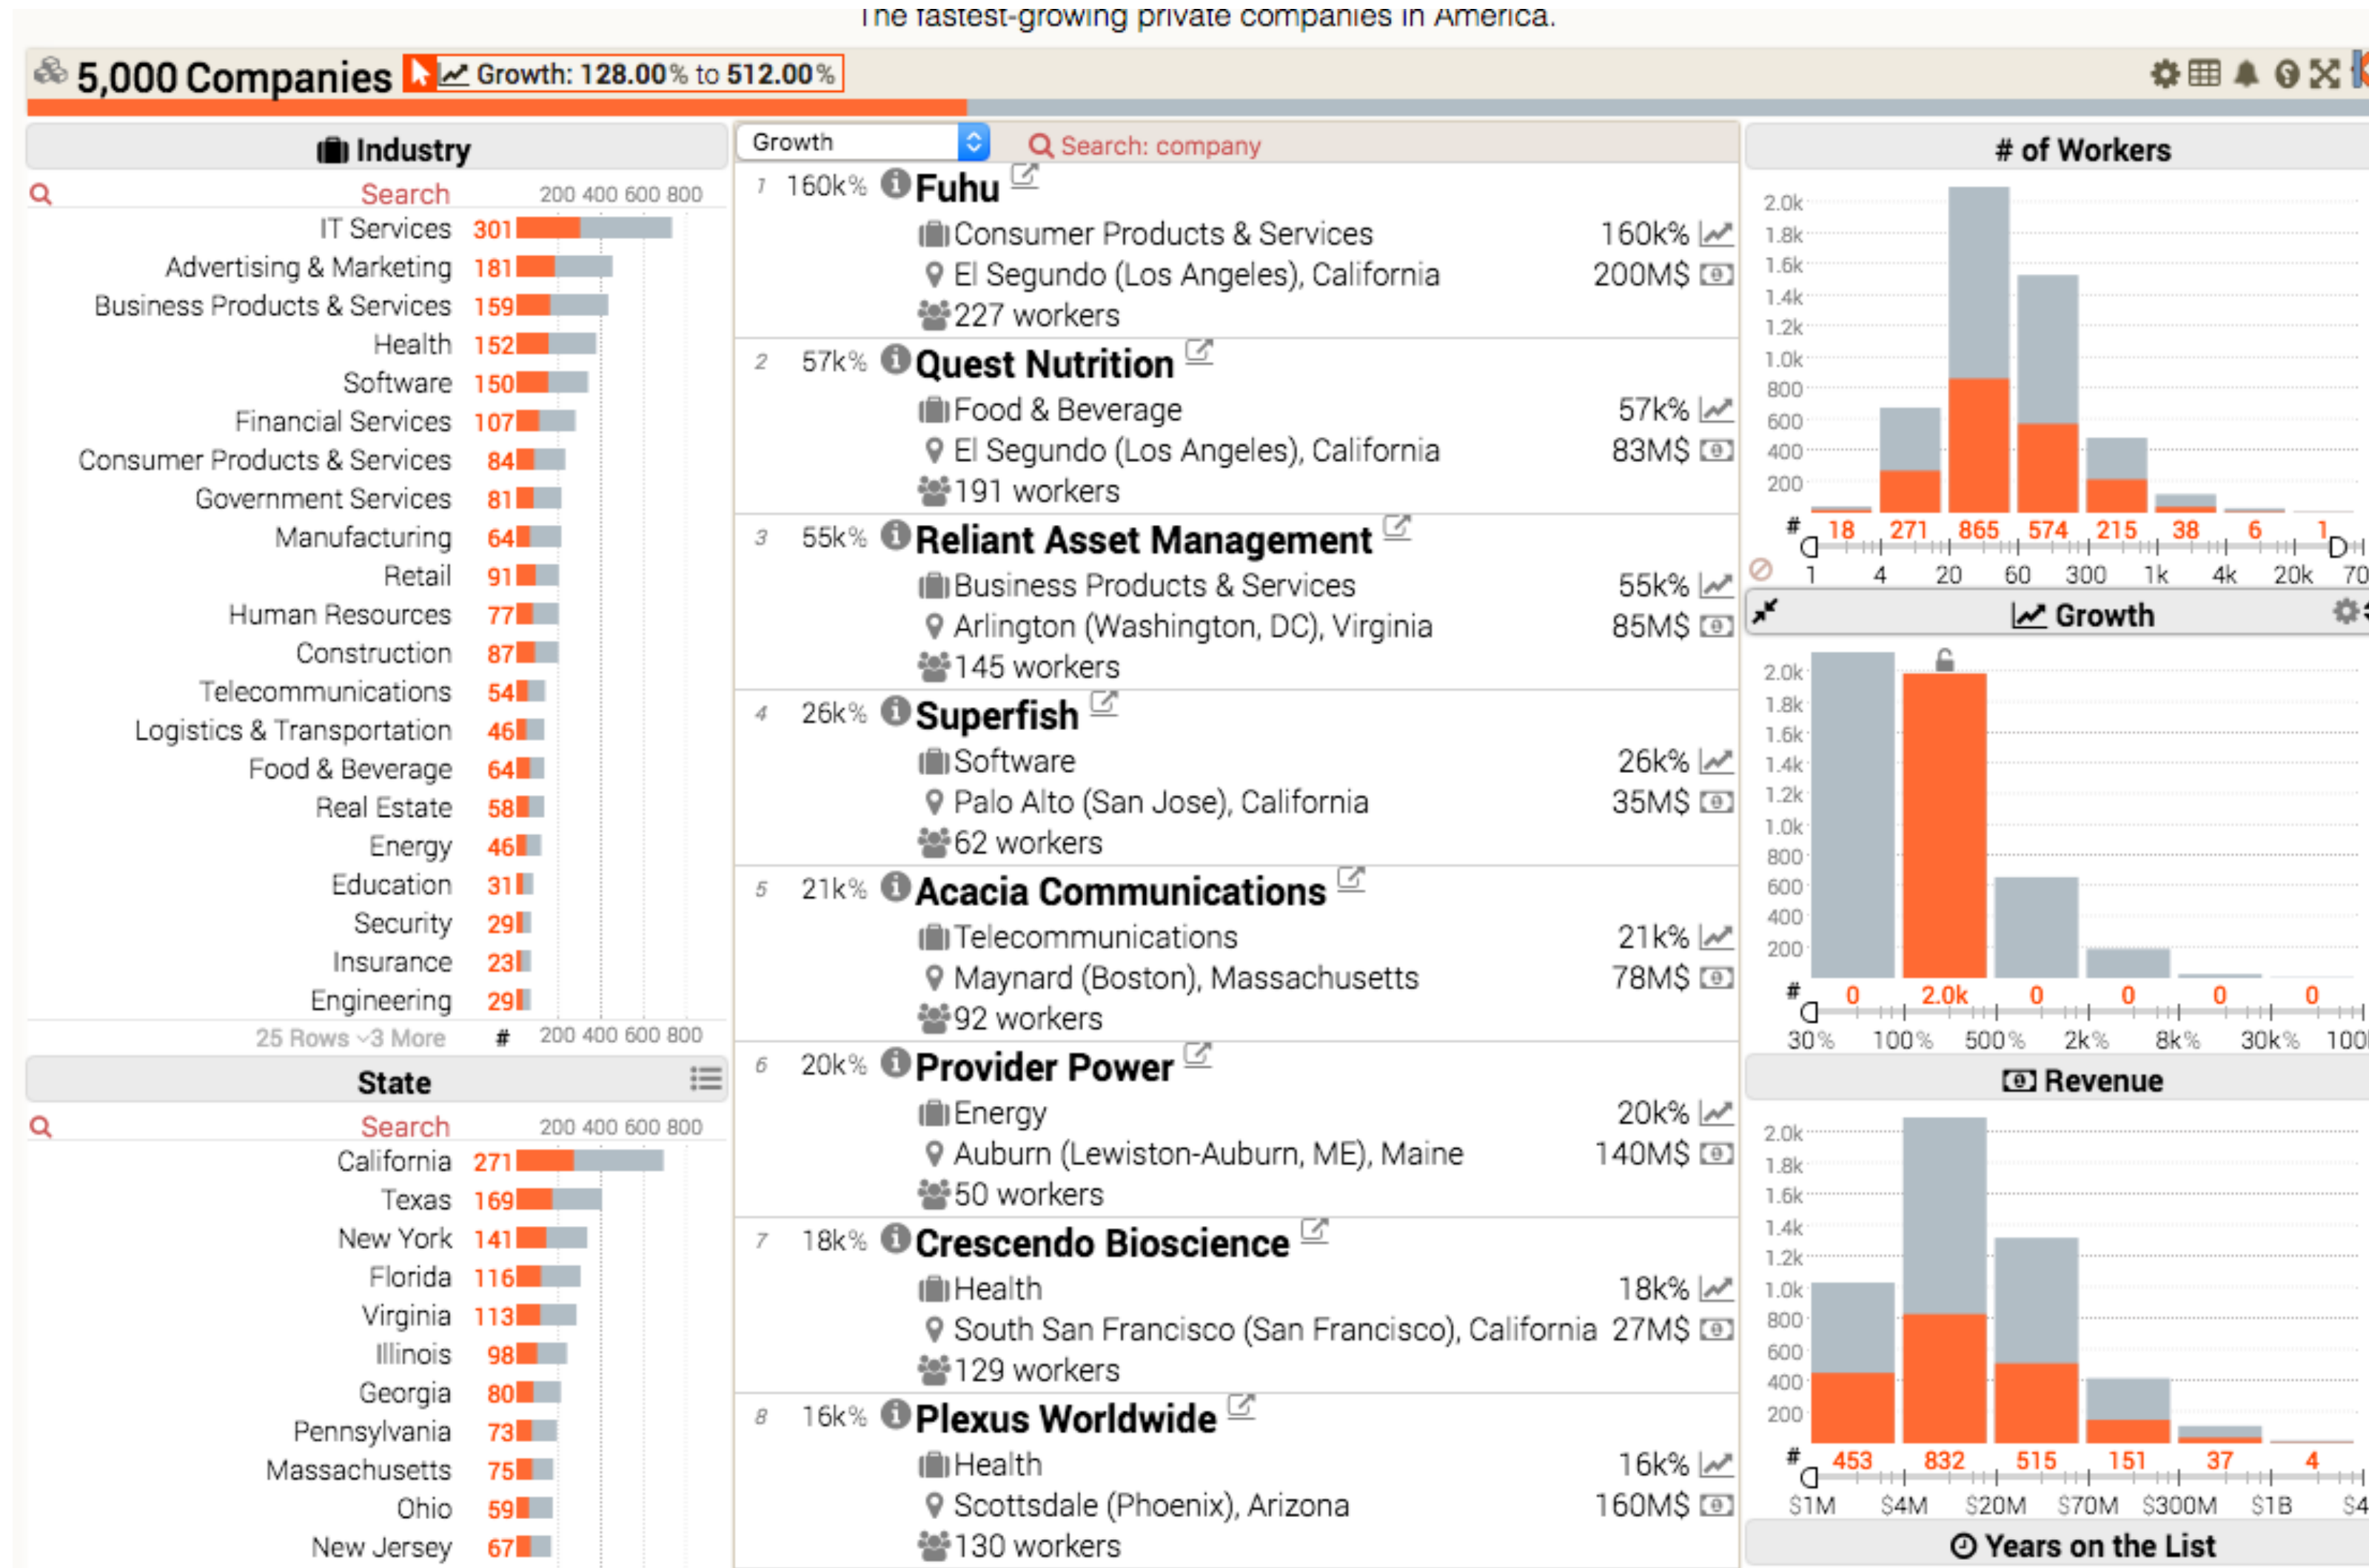 The fastest-growing private companies in America.
5,000 Companies Growth: 128.00% to 512.00%
Industry
Search 200 400 600 800
IT Services 301
Advertising & Marketing 181
Business Products & Services 159
Health 152
Software 150
Financial Services 107
Consumer Products & Services 84
Government Services 81
Manufacturing 64
Retail 91
Human Resources 77
Construction 87
Telecommunications 54
Logistics & Transportation 46
Food & Beverage 64
Real Estate 58
Energy 46
Education 31
Security 29
Insurance 23
Engineering 29
25 Rows 3 More # 200 400 600 800
State
Search 200 400 600 800
California 271
Texas 169
New York 141
Florida 116
Virginia 113
Illinois 98
Georgia 80
Pennsylvania 73
Massachusetts 75
Ohio 59
New Jersey 67
Growth Search: company
1 160k% Fuhu
Consumer Products & Services 160k%
El Segundo (Los Angeles), California 200M$
227 workers
2 57k% Quest Nutrition
Food & Beverage 57k%
El Segundo (Los Angeles), California 83M$
191 workers
3 55k% Reliant Asset Management
Business Products & Services 55k%
Arlington (Washington, DC), Virginia 85M$
145 workers
4 26k% Superfish
Software 26k%
Palo Alto (San Jose), California 35M$
62 workers
5 21k% Acacia Communications
Telecommunications 21k%
Maynard (Boston), Massachusetts 78M$
92 workers
6 20k% Provider Power
Energy 20k%
Auburn (Lewiston-Auburn, ME), Maine 140M$
50 workers
7 18k% Crescendo Bioscience
Health 18k%
South San Francisco (San Francisco), California 27M$
129 workers
8 16k% Plexus Worldwide
Health 16k%
Scottsdale (Phoenix), Arizona 160M$
130 workers
# of Workers
2.0k
1.8k
1.6k
1.4k
1.2k
1.0k
800
600
400
200
# 18 271 865 574 215 38 6 1
1 4 20 60 300 1k 4k 20k 70
Growth
2.0k
1.8k
1.6k
1.4k
1.2k
1.0k
800
600
400
200
# 0 2.0k 0 0 0 0
30% 100% 500% 2k% 8k% 30k% 100
Revenue
2.0k
1.8k
1.6k
1.4k
1.2k
1.0k
800
600
400
200
# 453 832 515 151 37 4
$1M $4M $20M $70M $300M $1B $4
Years on the List